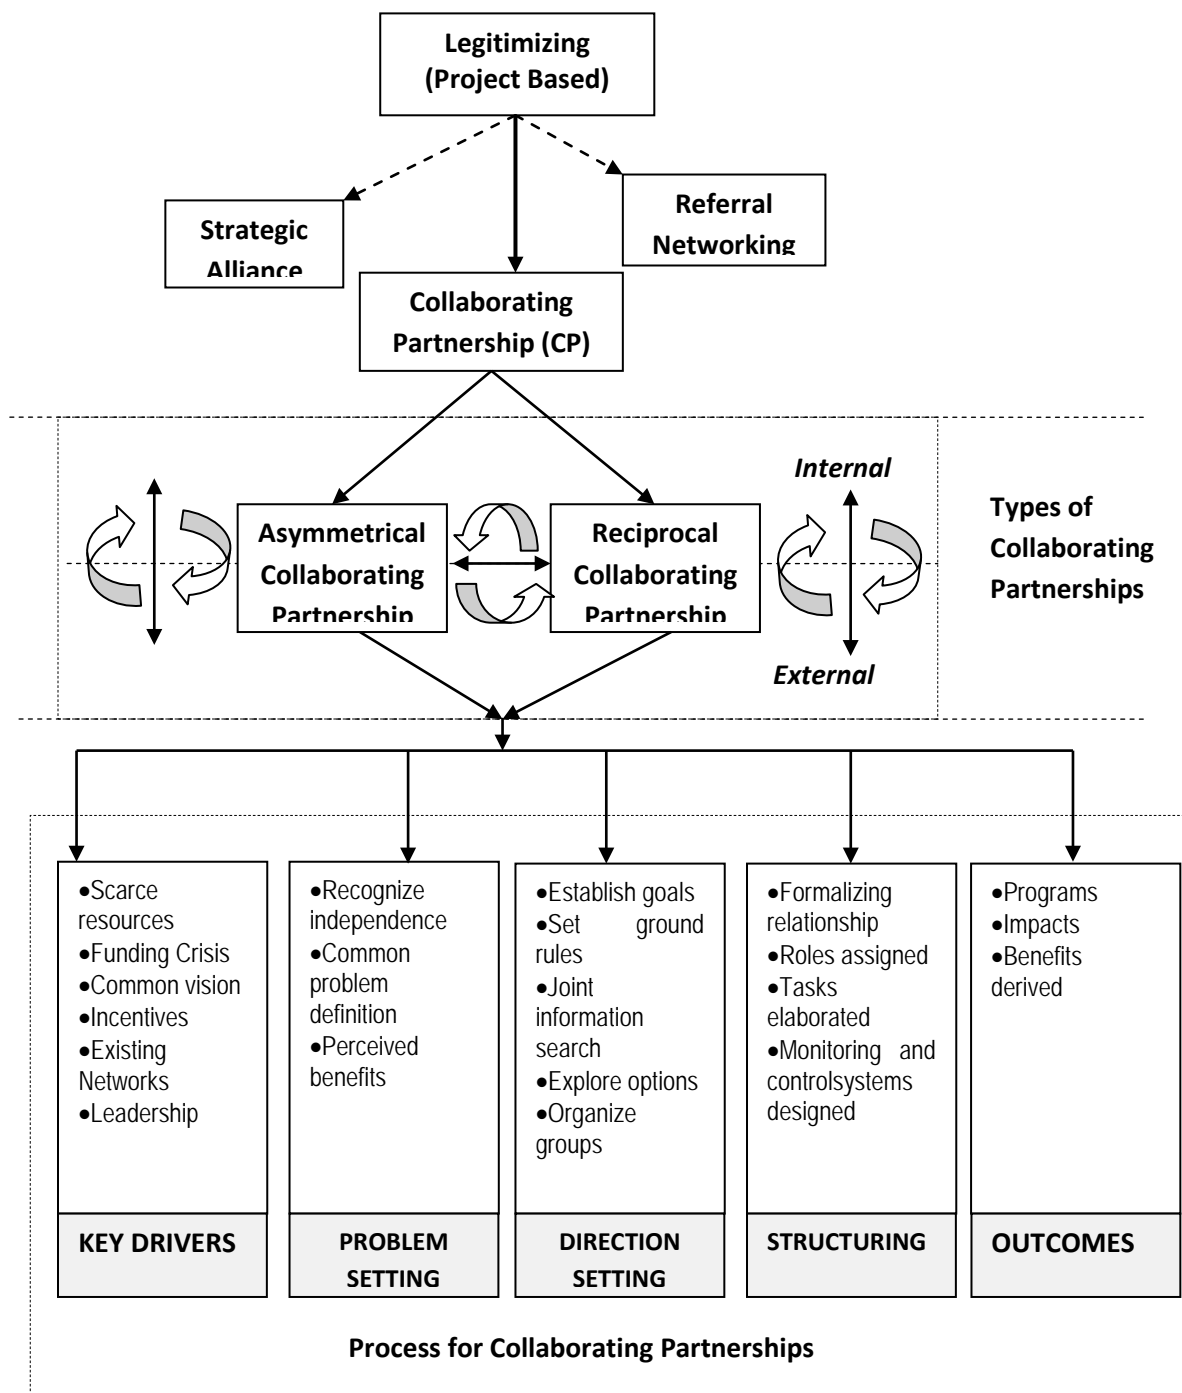 Legitimizing
(Project Based)
Strategic
Alliance
Referral
Networking
Collaborating
Partnership (CP)
Internal
External
Asymmetrical
Collaborating
Partnership
Reciprocal
Collaborating
Partnership
Types of
Collaborating
Partnerships
•Scarce
resources
•Funding Crisis
•Common vision
•Incentives
•Existing
Networks
•Leadership
KEY DRIVERS
•Recognize
independence
•Common
problem
definition
•Perceived
benefits
PROBLEM
SETTING
•Establish goals
•Set ground
rules
•Joint
information
search
•Explore options
•Organize
groups
DIRECTION
SETTING
•Formalizing
relationship
•Roles assigned
•Tasks
elaborated
•Monitoring and
controlsystems
designed
STRUCTURING
•Programs
•Impacts
•Benefits
derived
OUTCOMES
Process for Collaborating Partnerships